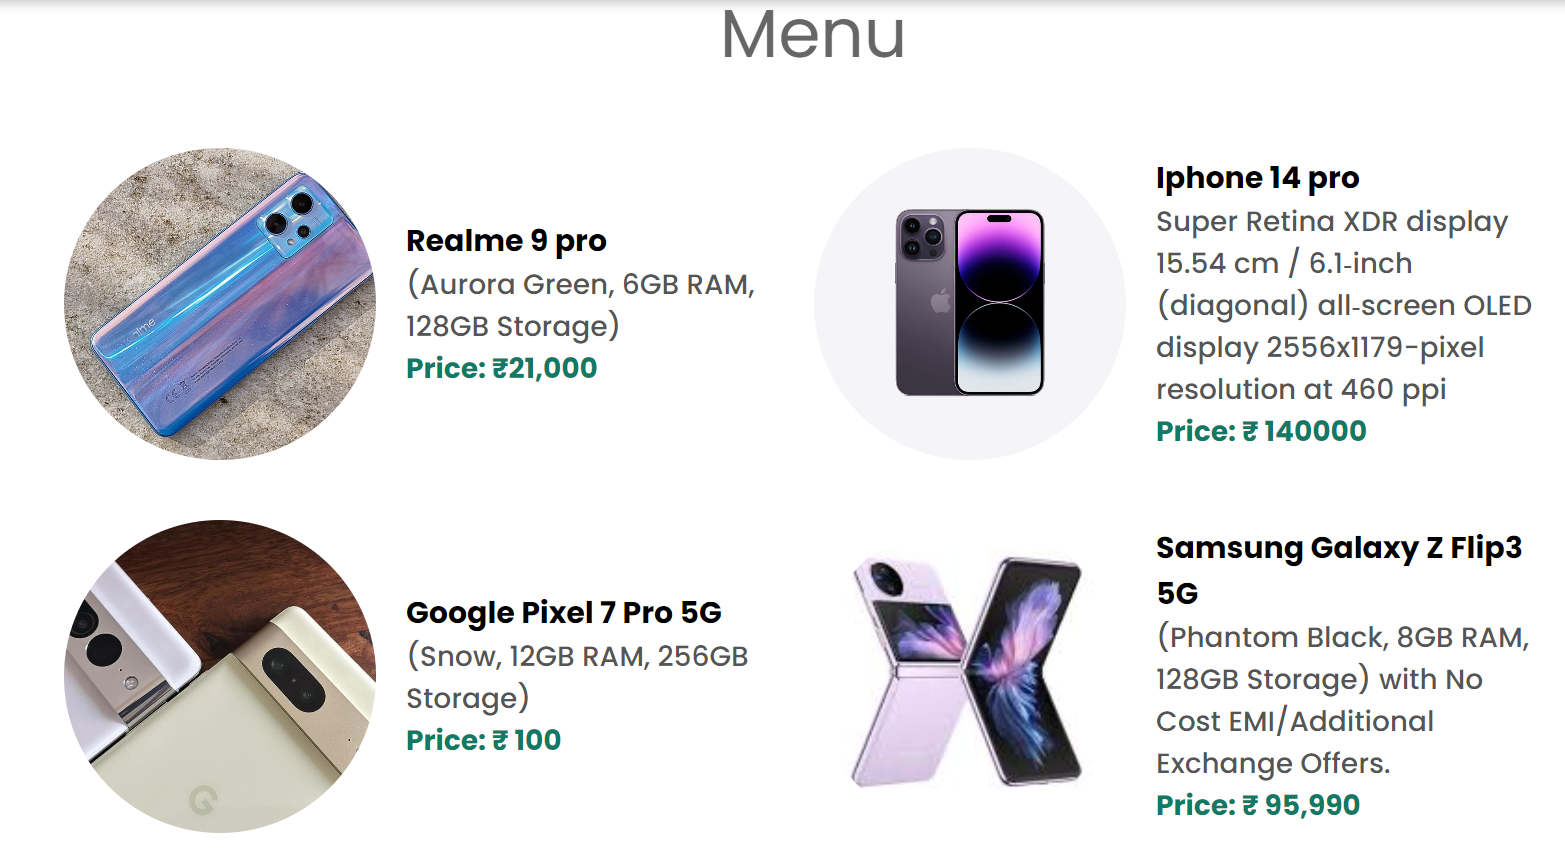 Menu
Realme 9 pro
(Aurora Green, 6GB RAM,
128GB Storage)
Price: ₹21,000
Iphone 14 pro
Super Retina XDR display
15.54 cm / 6.1-inch
(diagonal) all-screen OLED
display 2556x1179-pixel
resolution at 460 ppi
Price: ₹ 140000
Google Pixel 7 Pro 5G
(Snow, 12GB RAM, 256GB
Storage)
Price: ₹ 100
Samsung Galaxy Z Flip3
5G
(Phantom Black, 8GB RAM,
128GB Storage) with No
Cost EMI/Additional
Exchange Offers.
Price: ₹ 95,990